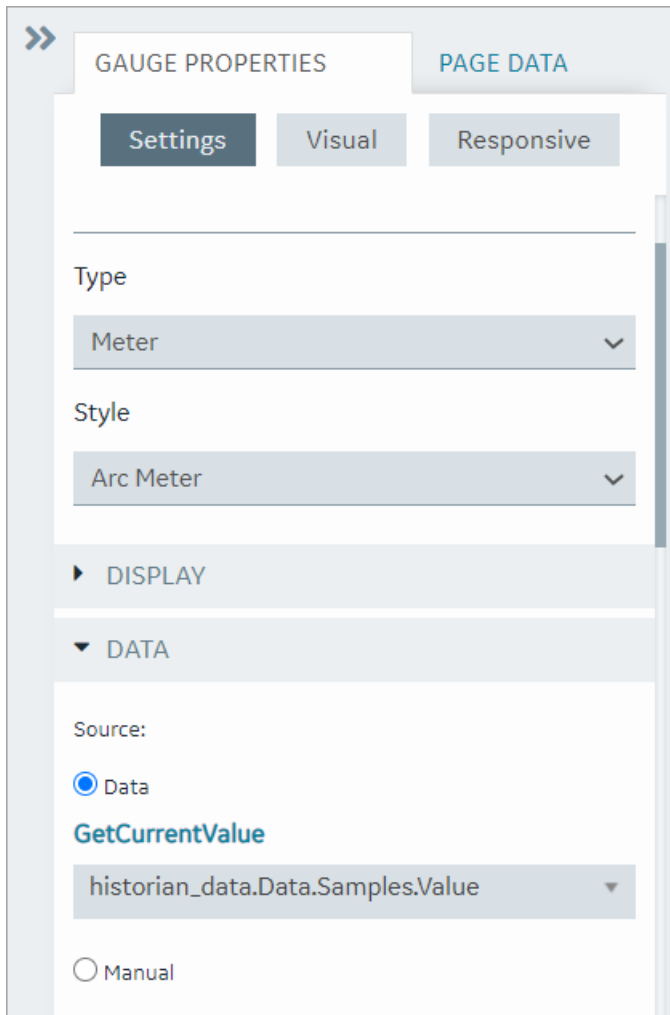 GAUGE PROPERTIES PAGE DATA
Settings Visual Responsive
Type
Meter
Style
Arc Meter
DISPLAY
DATA
Source:
Data
GetCurrentValue
historian_data.Data.Samples.Value
Manual